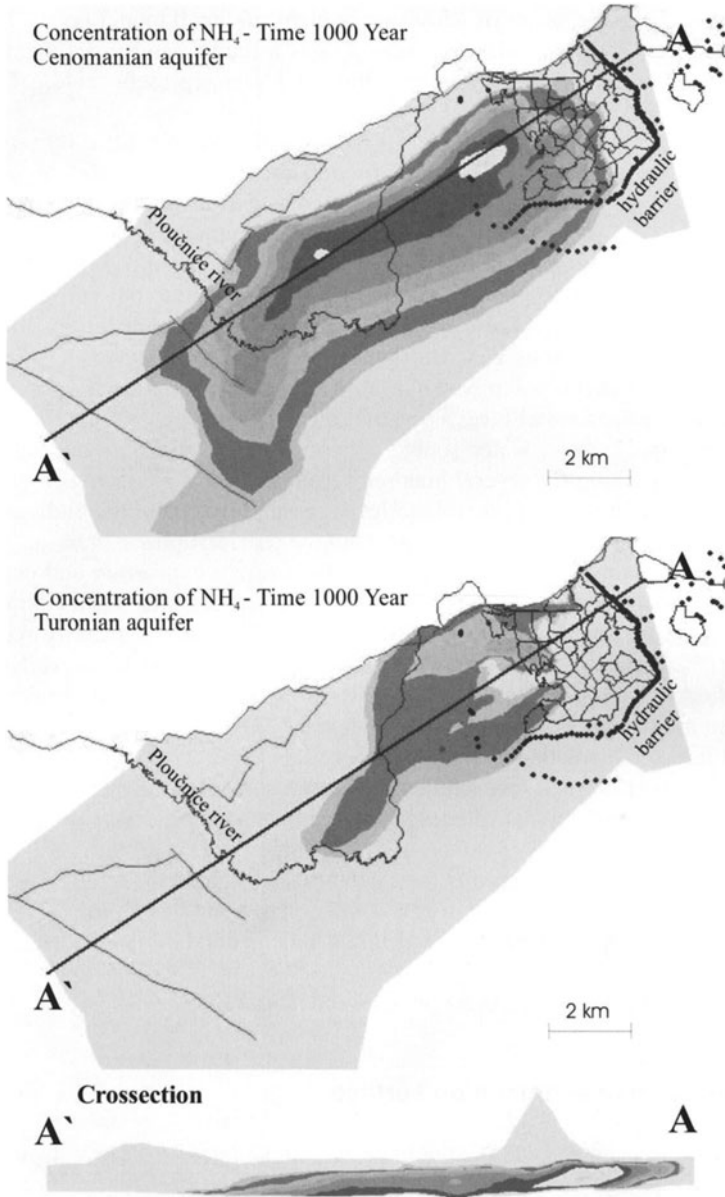 Concentration of NH₄ - Time 1000 Year
Cenomanian aquifer
A
hydraulic
barrier
Ploučnice river
A`
2 km
Concentration of NH₄ - Time 1000 Year
Turonian aquifer
A
hydraulic
barrier
Ploučnice river
A`
2 km
Crossection
A`
A